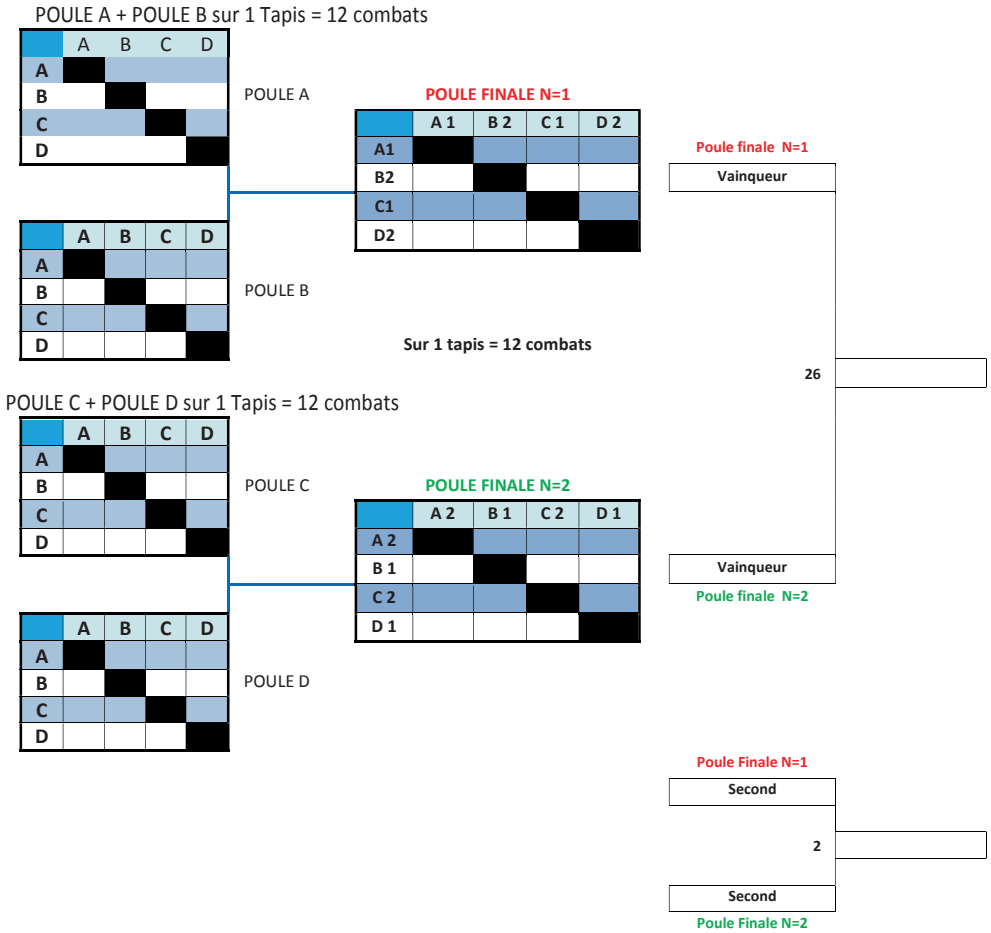 POULE A + POULE B sur 1 Tapis = 12 combats
A B C D
A
B
C
D
POULE A
POULE FINALE N=1
A 1 B 2 C 1 D 2
A1
B2
C1
D2
Poule finale N=1
Vainqueur
A B C D
A
B
C
D
POULE B
Sur 1 tapis = 12 combats
26
POULE C + POULE D sur 1 Tapis = 12 combats
A B C D
A
B
C
D
POULE C
POULE FINALE N=2
A 2 B 1 C 2 D 1
A 2
B 1
C 2
D 1
Vainqueur
Poule finale N=2
A B C D
A
B
C
D
POULE D
Poule Finale N=1
Second
2
Second
Poule Finale N=2